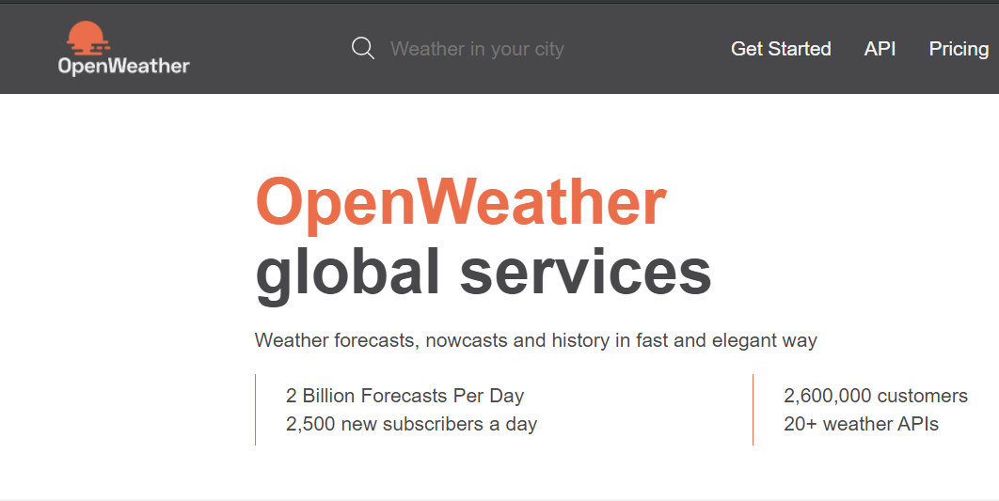 OpenWeather
Weather in your city
Get Started
API
Pricing
OpenWeather
global services
Weather forecasts, nowcasts and history in fast and elegant way
2 Billion Forecasts Per Day
2,500 new subscribers a day
2,600,000 customers
20+ weather APIs